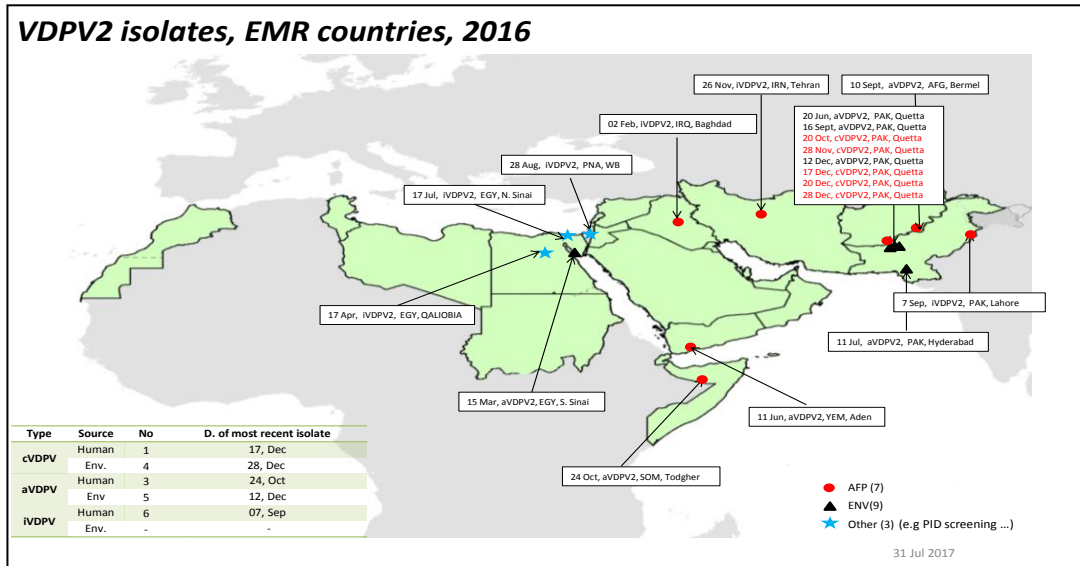 VDPV2 isolates, EMR countries, 2016
26 Nov, iVDPV2, IRN, Tehran
10 Sept, aVDPV2, AFG, Bermel
02 Feb, iVDPV2, IRQ, Baghdad
20 Jun, aVDPV2, PAK, Quetta
16 Sept, aVDPV2, PAK, Quetta
20 Oct, cVDPV2, PAK, Quetta
28 Nov, cVDPV2, PAK, Quetta
12 Dec, aVDPV2, PAK, Quetta
17 Dec, cVDPV2, PAK, Quetta
20 Dec, cVDPV2, PAK, Quetta
28 Dec, cVDPV2, PAK, Quetta
28 Aug, iVDPV2, PNA, WB
17 Jul, iVDPV2, EGY, N. Sinai
17 Apr, iVDPV2, EGY, QALIOBIA
7 Sep, iVDPV2, PAK, Lahore
11 Jul, aVDPV2, PAK, Hyderabad
15 Mar, aVDPV2, EGY, S. Sinai
11 Jun, aVDPV2, YEM, Aden
24 Oct, aVDPV2, SOM, Todgher
Type Source No D. of most recent isolate
cVDPV Human 1 17, Dec
Env. 4 28, Dec
aVDPV Human 3 24, Oct
Env 5 12, Dec
iVDPV Human 6 07, Sep
Env. - -
AFP (7)
ENV(9)
Other (3) (e.g PID screening ...)
31 Jul 2017